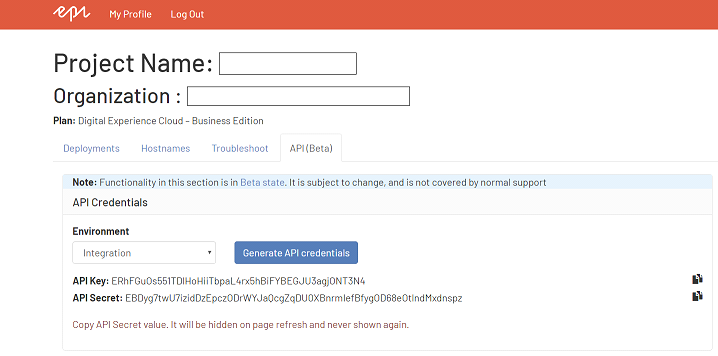 epi My Profile Log Out
Project Name:
Organization :
Plan: Digital Experience Cloud – Business Edition
Deployments Hostnames Troubleshoot API (Beta)
Note: Functionality in this section is in Beta state. It is subject to change, and is not covered by normal support
API Credentials
Environment
Integration Generate API credentials
API Key: ERhFGuOs551TDIHoHiiTbpaL4rx5hBiFYBEGJU3agjONT3N4
API Secret: EBDyg7twU7izidDzEpczODrWYJaOcgZqDU0XBnrmIefBfygOD68eOtIndMxdnspz
Copy API Secret value. It will be hidden on page refresh and never shown again.